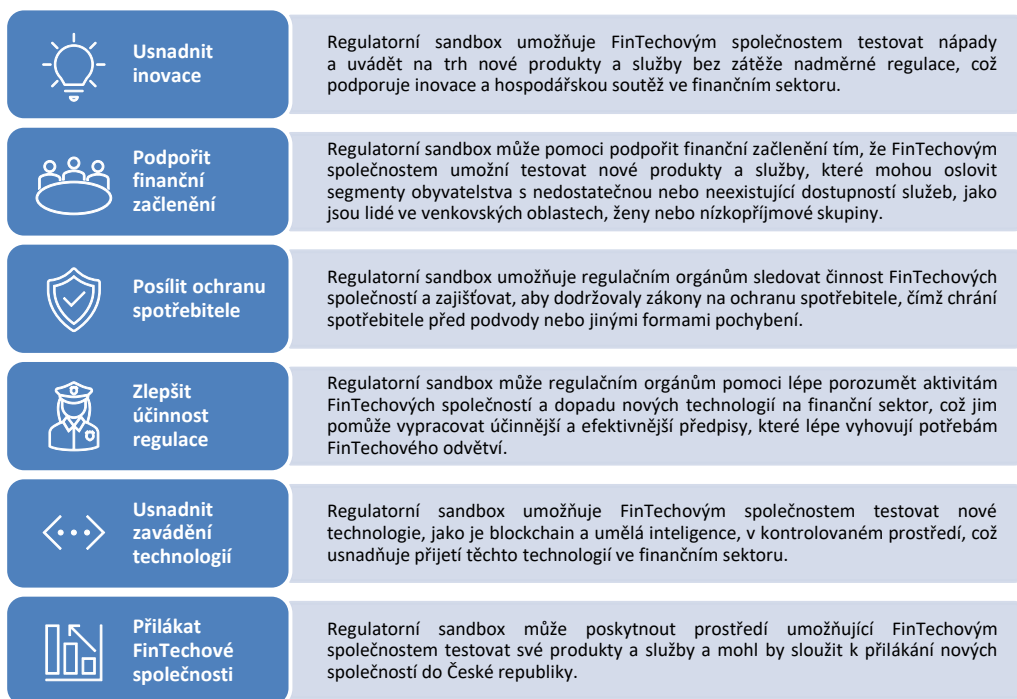 Usnadnit
inovace
Regulatorní sandbox umožňuje FinTechovým společnostem testovat nápady
a uvádět na trh nové produkty a služby bez zátěže nadměrné regulace, což
podporuje inovace a hospodářskou soutěž ve finančním sektoru.
Podpořit
finanční
začlenění
Regulatorní sandbox může pomoci podpořit finanční začlenění tím, že FinTechovým
společnostem umožní testovat nové produkty a služby, které mohou oslovit
segmenty obyvatelstva s nedostatečnou nebo neexistující dostupností služeb, jako
jsou lidé ve venkovských oblastech, ženy nebo nízkopříjmové skupiny.
Posílit ochranu
spotřebitele
Regulatorní sandbox umožňuje regulačním orgánům sledovat činnost FinTechových
společností a zajišťovat, aby dodržovaly zákony na ochranu spotřebitele, čímž chrání
spotřebitele před podvody nebo jinými formami pochybení.
Zlepšit
účinnost
regulace
Regulatorní sandbox může regulačním orgánům pomoci lépe porozumět aktivitám
FinTechových společností a dopadu nových technologií na finanční sektor, což jim
pomůže vypracovat účinnější a efektivnější předpisy, které lépe vyhovují potřebám
FinTechového odvětví.
Usnadnit
zavádění
technologií
Regulatorní sandbox umožňuje FinTechovým společnostem testovat nové
technologie, jako je blockchain a umělá inteligence, v kontrolovaném prostředí, což
usnadňuje přijetí těchto technologií ve finančním sektoru.
Přilákat
FinTechové
společnosti
Regulatorní sandbox může poskytnout prostředí umožňující FinTechovým
společnostem testovat své produkty a služby a mohl by sloužit k přilákání nových
společností do České republiky.